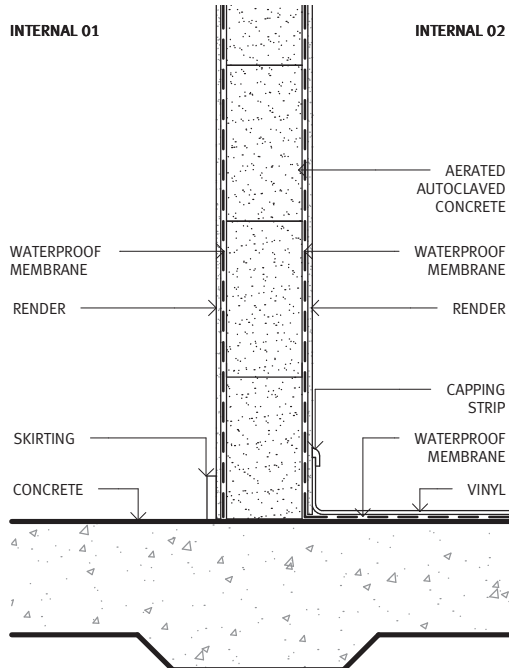 INTERNAL 01
INTERNAL 02
AERATED
AUTOCLAVED
CONCRETE
WATERPROOF
MEMBRANE
WATERPROOF
MEMBRANE
RENDER
RENDER
CAPPING
STRIP
SKIRTING
WATERPROOF
MEMBRANE
CONCRETE
VINYL